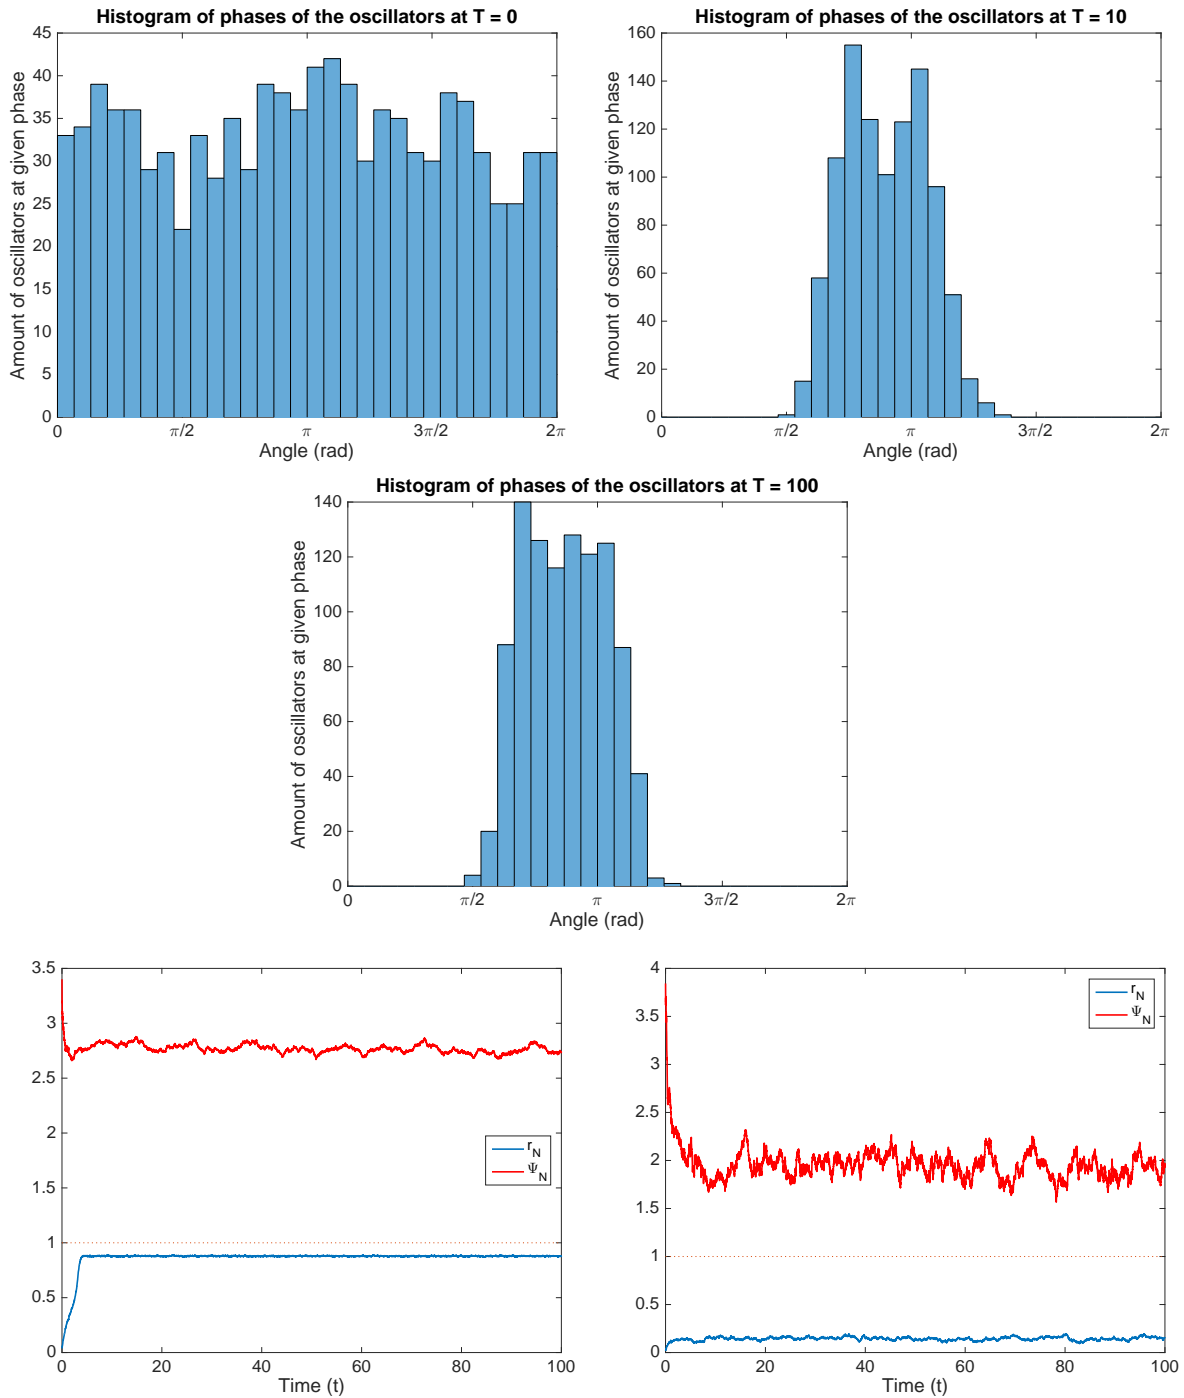 Histogram of phases of the oscillators at T = 0
Amount of oscillators at given phase
45
40
35
30
25
20
15
10
5
0
0 π/2 π 3π/2 2π
Angle (rad)
Histogram of phases of the oscillators at T = 10
Amount of oscillators at given phase
160
140
120
100
80
60
40
20
0
0 π/2 π 3π/2 2π
Angle (rad)
Histogram of phases of the oscillators at T = 100
Amount of oscillators at given phase
140
120
100
80
60
40
20
0
0 π/2 π 3π/2 2π
Angle (rad)
3.5
3
2.5
2
1.5
1
0.5
0
r_N
Ψ_N
0 20 40 60 80 100
Time (t)
4
3.5
3
2.5
2
1.5
1
0.5
0
r_N
Ψ_N
0 20 40 60 80 100
Time (t)